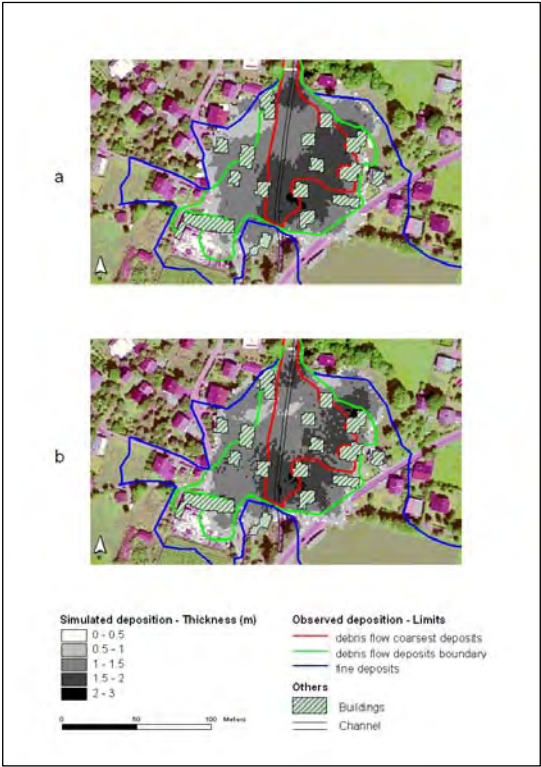 a
b
Simulated deposition - Thickness (m)
0 - 0.5
0.5 - 1
1 - 1.5
1.5 - 2
2 - 3
0 50 100 Meters
Observed deposition - Limits
debris flow coarsest deposits
debris flow deposits boundary
fine deposits
Others
Buildings
Channel